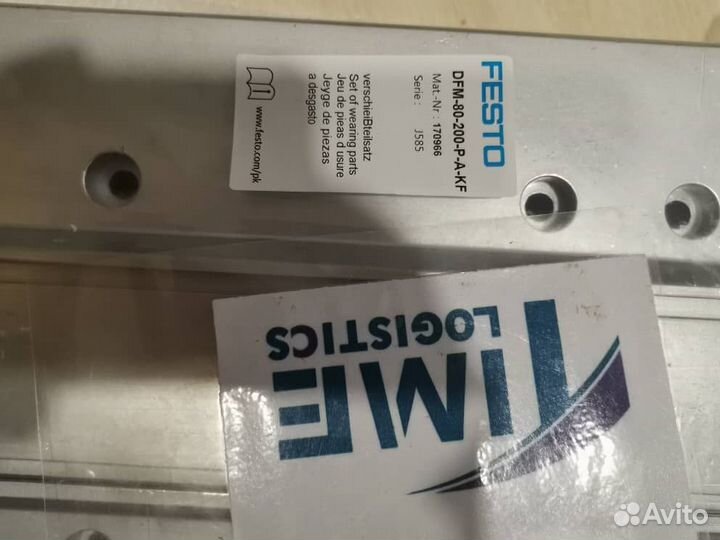 FESTO
DFM-80-200-P-A-KF
Mat.-Nr : 170966
Serie : J585
verschleiBteilsatz
Set of wearing parts
Jeu de pieas d usure
Jeyge de piezas
a desgasto
www.festo.com/pk
TIME
LOGISTICS
Avito